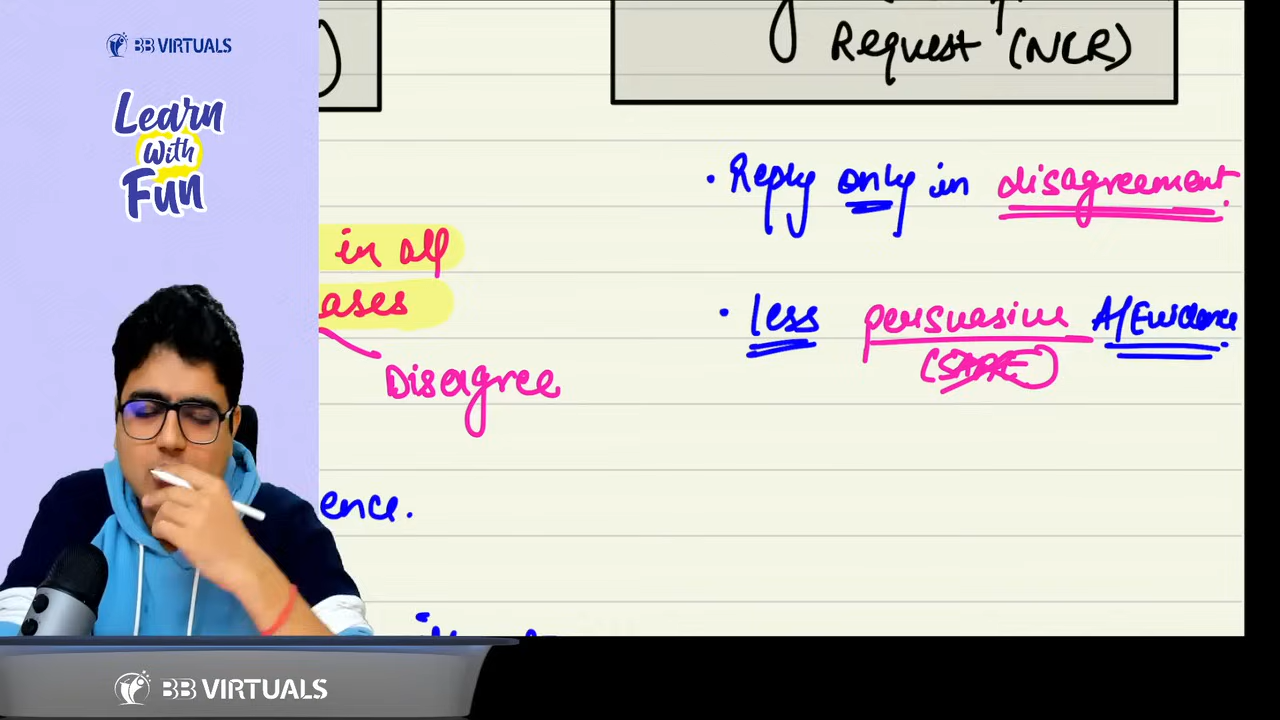 BB VIRTUALS
Learn
With
Fun
Request (NCR)
• Reply only in disagreement.
in all
ases
• less persuasive A/Evidence
Disagree
ence.
BB VIRTUALS